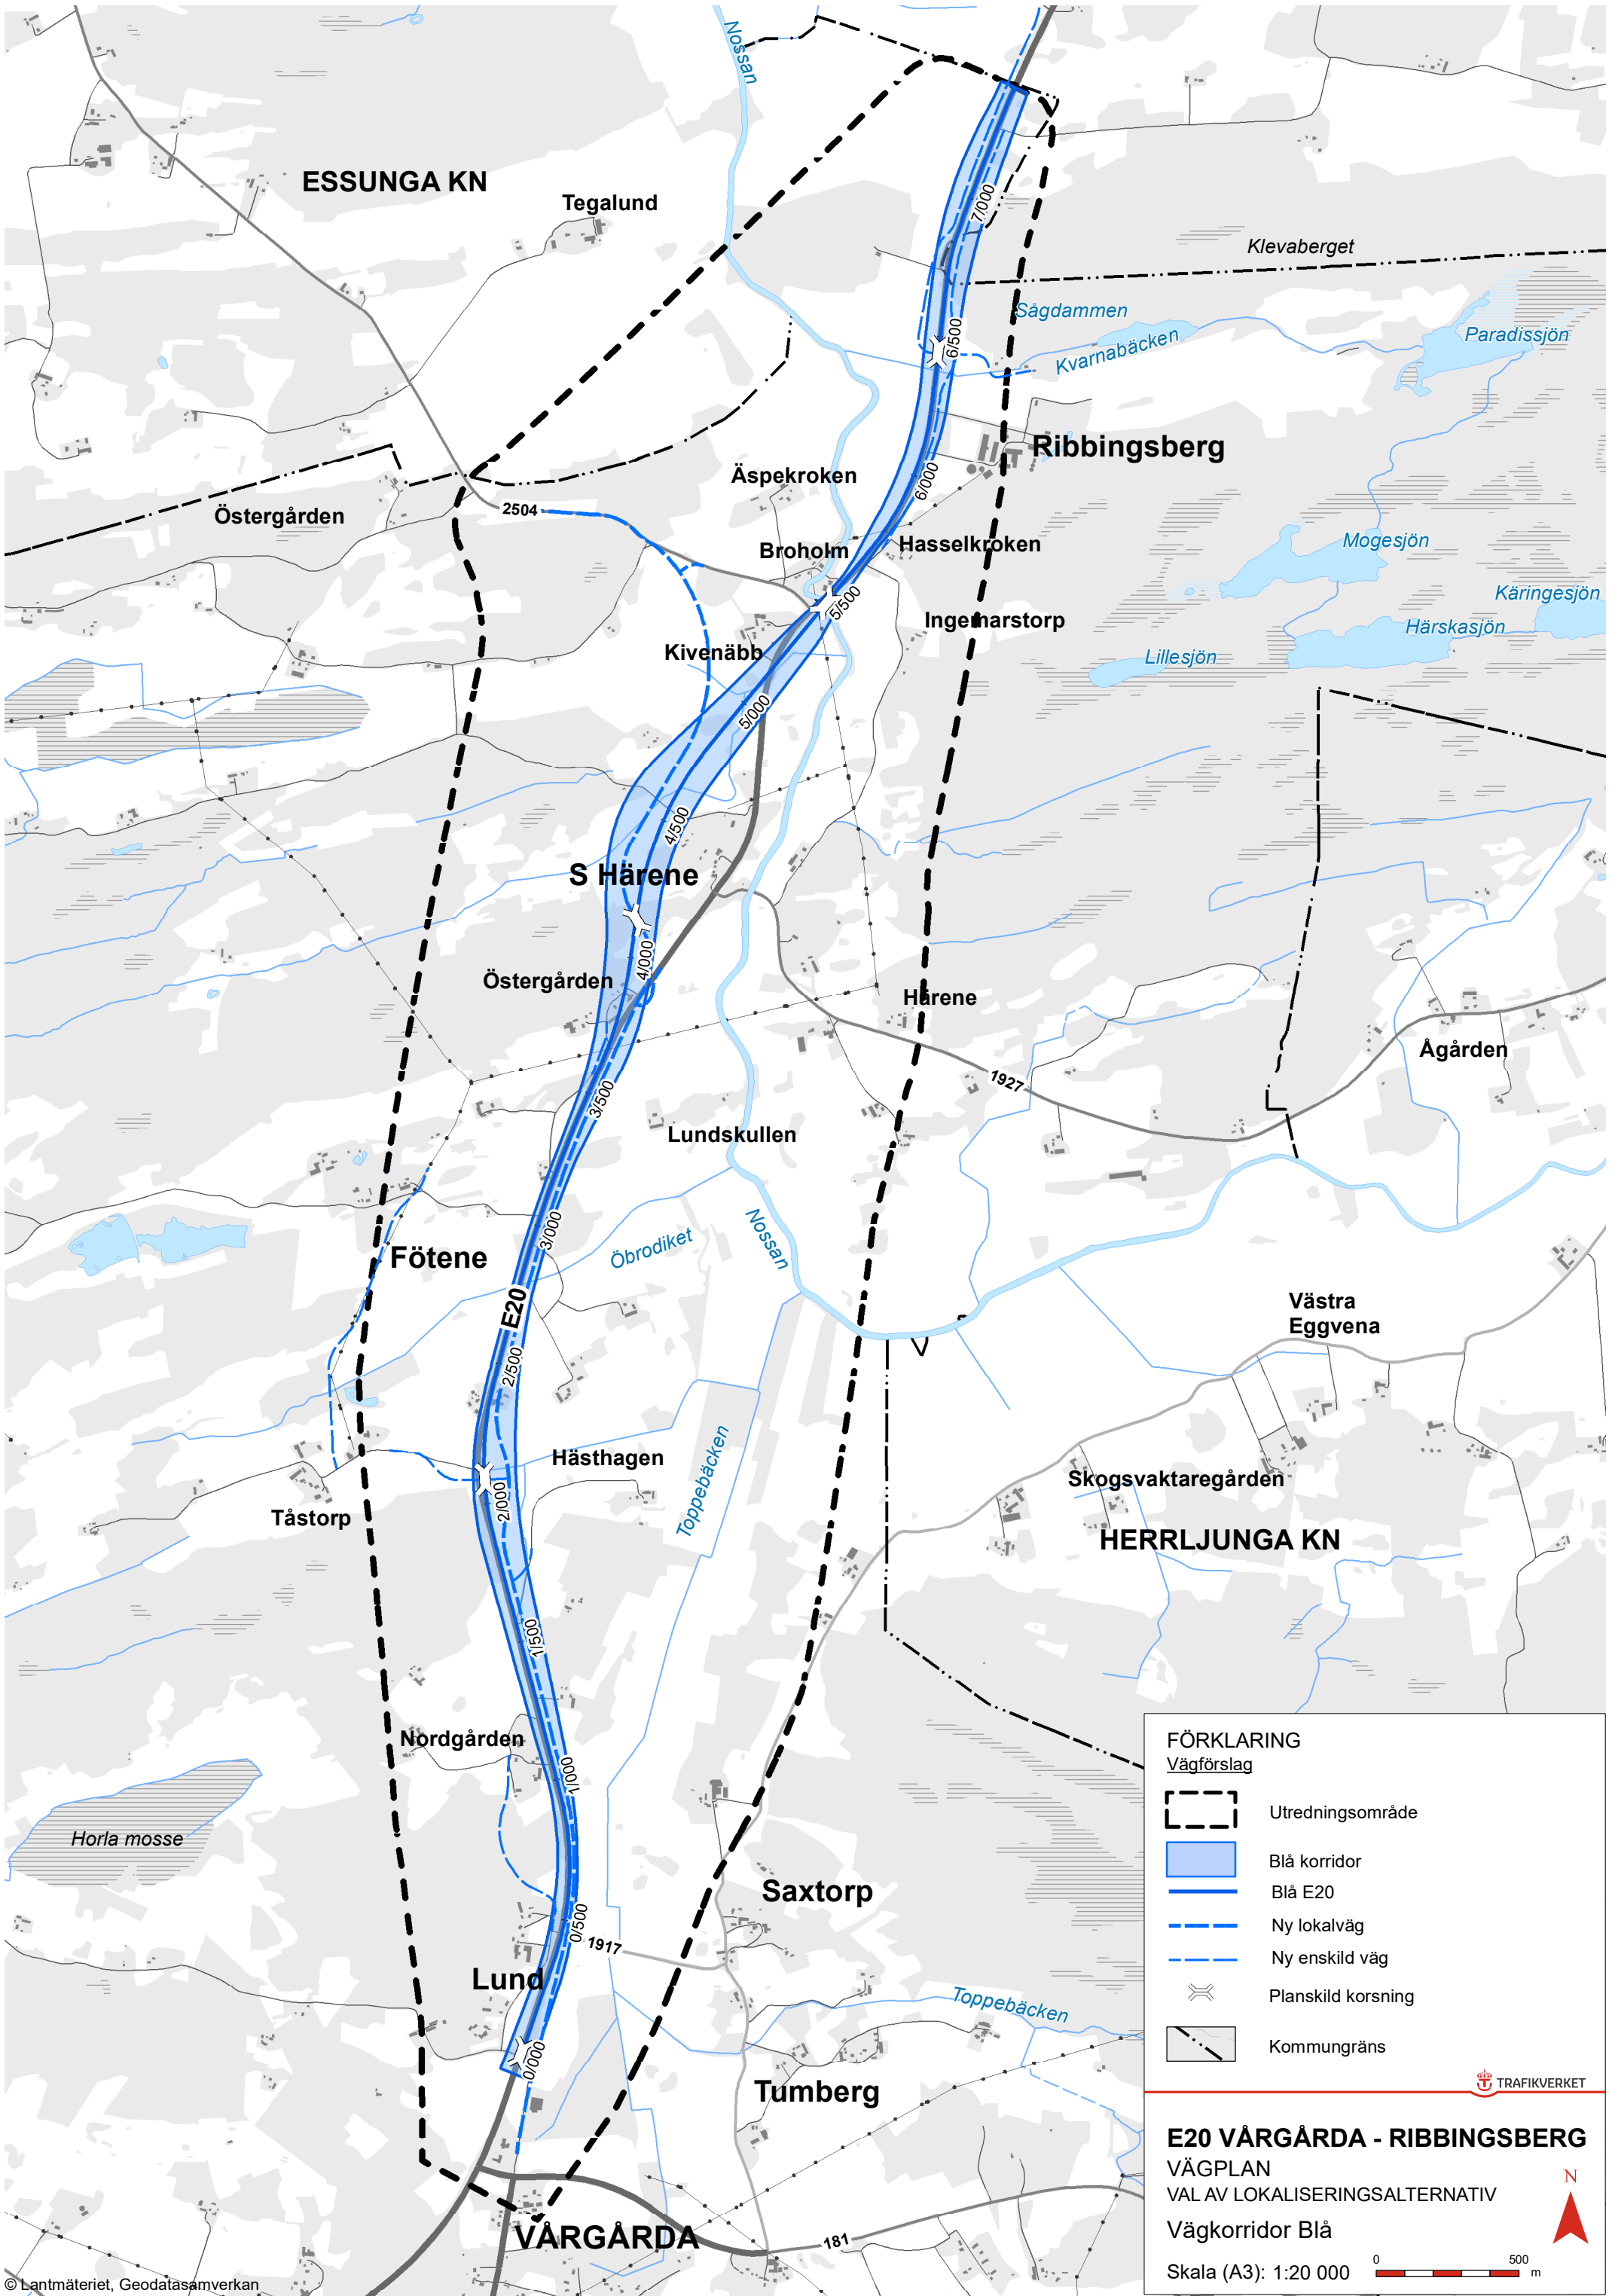 Nossan
ESSUNGA KN
Tegalund
7/000
Klevaberget
Sågdammen
Kvarnabäcken
Paradissjön
6/500
Ribbingsberg
Äspekroken
6/000
2504
Östergården
Broholm
Hasselkroken
Mogesjön
Käringesjön
5/500
Ingemarstorp
Härskasjön
Kivenäbb
Lillesjön
5/000
4/500
S Härene
4/000
Östergården
Härene
Ågården
1927
3/500
Lundskullen
3/000
Öbrodiket
Nossan
Fötene
E20
Västra
Eggvena
2/500
Hästhagen
Toppebäcken
Skogsvaktaregården
2/000
Tåstorp
HERRLJUNGA KN
1/500
Nordgården
1/000
Horla mosse
Saxtorp
0/500
1917
Lund
Toppebäcken
0/000
Tumberg
VÅRGÅRDA
181
© Lantmäteriet, Geodatasamverkan
FÖRKLARING
Vägförslag
Utredningsområde
Blå korridor
Blå E20
Ny lokalväg
Ny enskild väg
Planskild korsning
Kommungräns
TRAFIKVERKET
E20 VÅRGÅRDA - RIBBINGSBERG
VÄGPLAN
VAL AV LOKALISERINGSALTERNATIV
Vägkorridor Blå
N
Skala (A3): 1:20 000
0 500 m